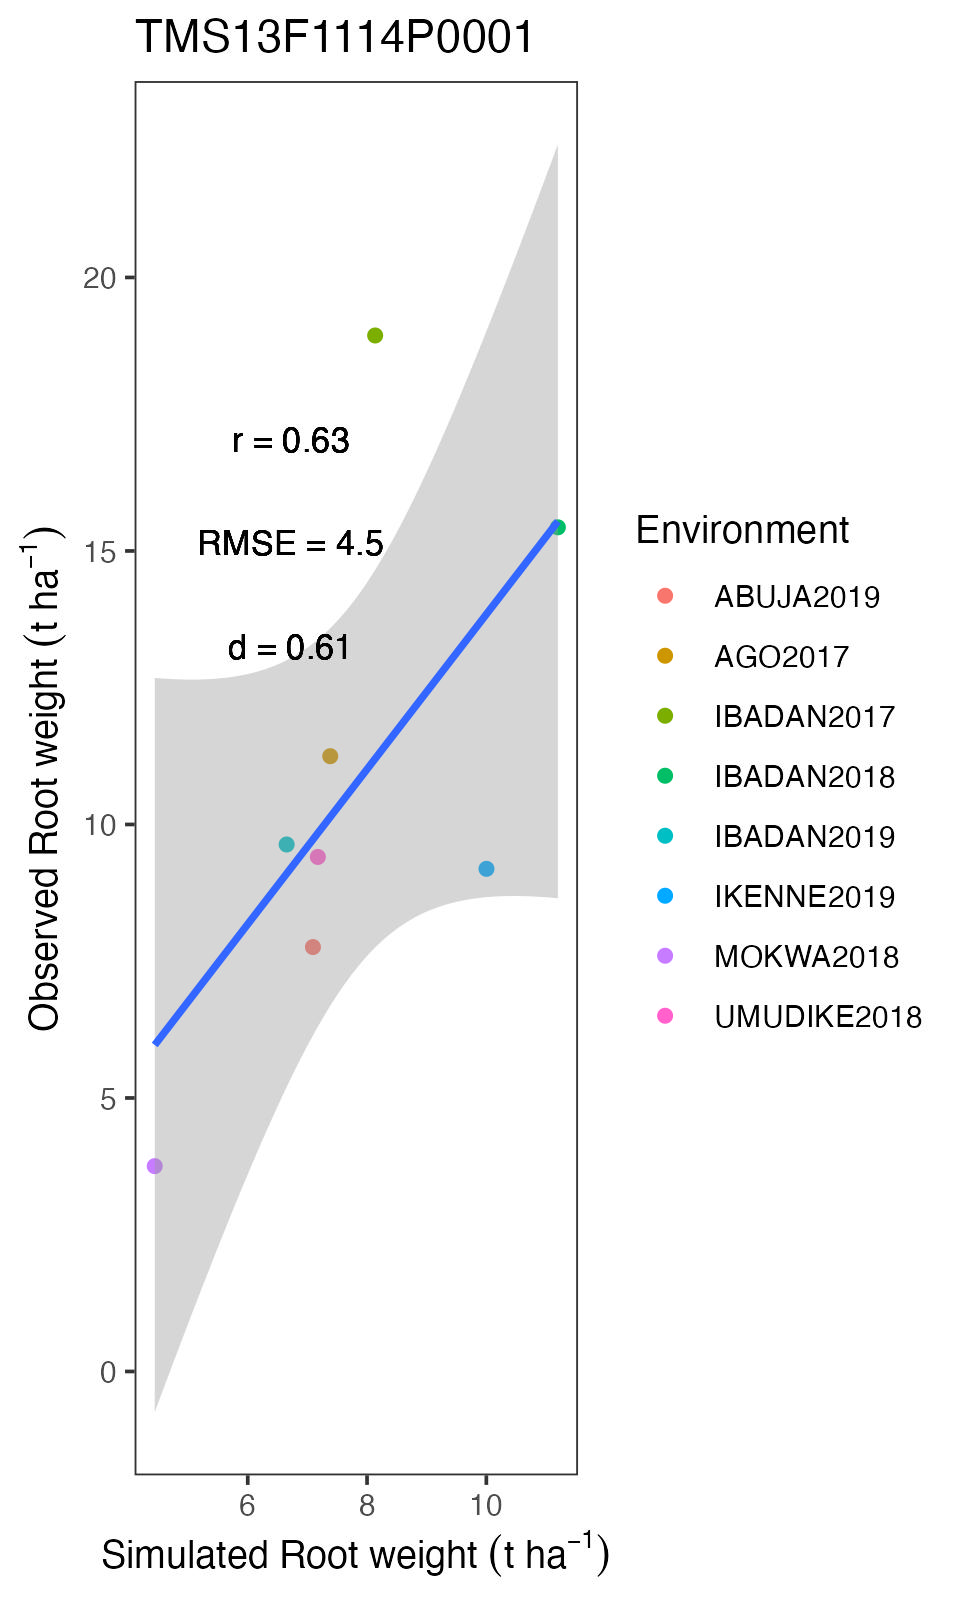 TMS13F1114P0001
20
15
10
5
0
r = 0.63
RMSE = 4.5
d = 0.61
Observed Root weight (t ha⁻¹)
6 8 10
Simulated Root weight (t ha⁻¹)
Environment
ABUJA2019
AGO2017
IBADAN2017
IBADAN2018
IBADAN2019
IKENNE2019
MOKWA2018
UMUDIKE2018